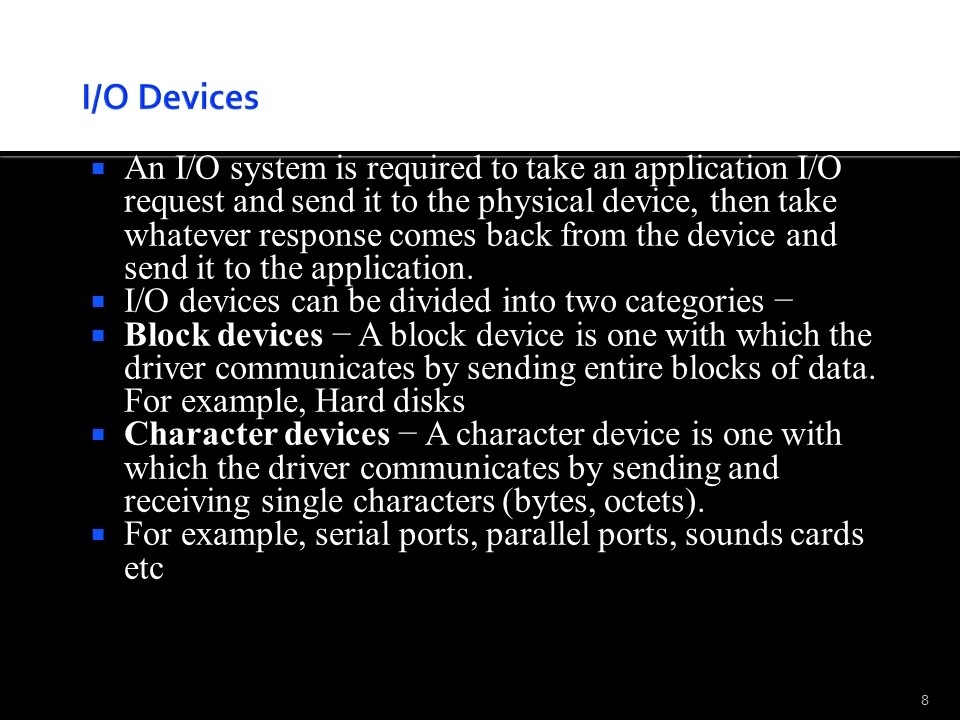 I/O Devices
An I/O system is required to take an application I/O
request and send it to the physical device, then take
whatever response comes back from the device and
send it to the application.
I/O devices can be divided into two categories −
Block devices − A block device is one with which the
driver communicates by sending entire blocks of data.
For example, Hard disks
Character devices − A character device is one with
which the driver communicates by sending and
receiving single characters (bytes, octets).
For example, serial ports, parallel ports, sounds cards
etc
8